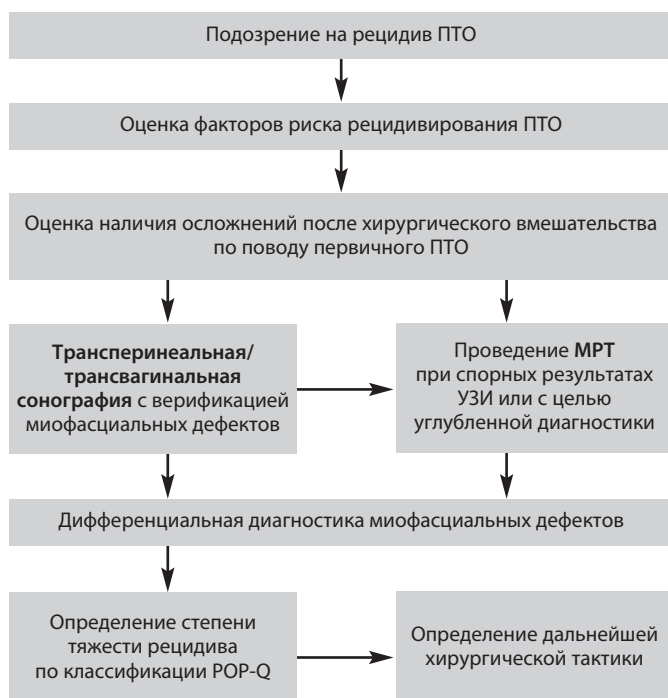 Подозрение на рецидив ПТО
Оценка факторов риска рецидивирования ПТО
Оценка наличия осложнений после хирургического вмешательства
по поводу первичного ПТО
Трансперинеальная/
трансвагинальная
сонография с верификацией
миофасциальных дефектов
Проведение МРТ
при спорных результатах
УЗИ или с целью
углубленной диагностики
Дифференциальная диагностика миофасциальных дефектов
Определение степени
тяжести рецидива
по классификации POP-Q
Определение дальнейшей
хирургической тактики